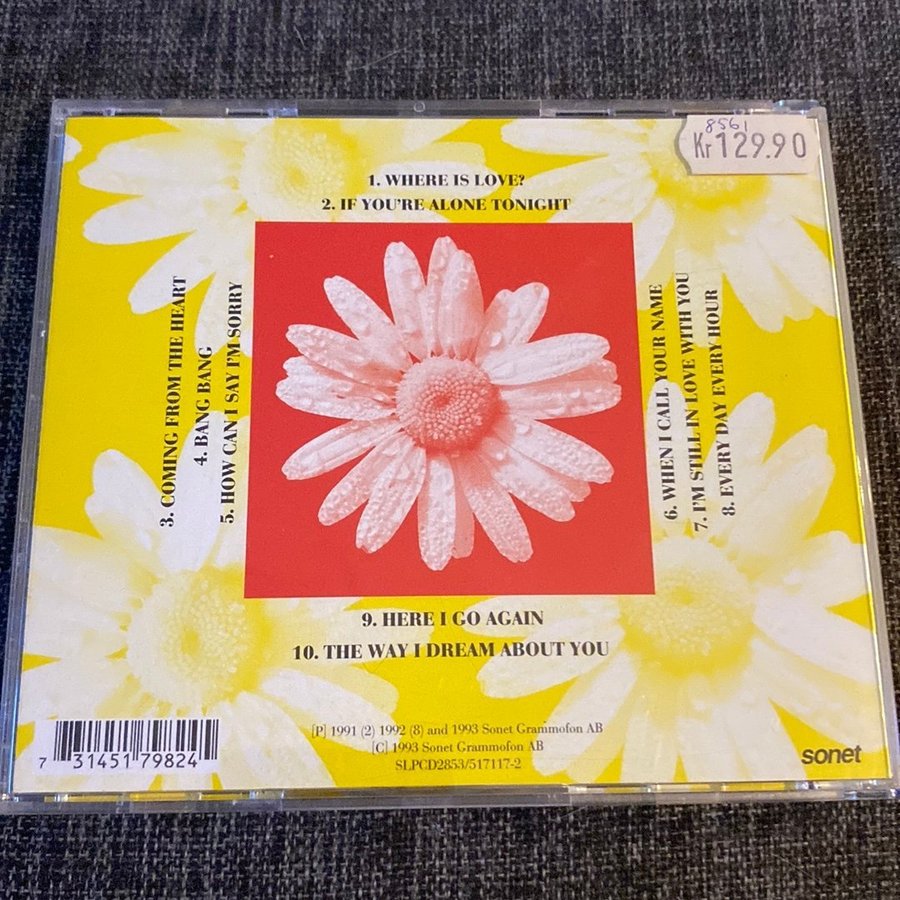 8561
Kr 129.90
1. WHERE IS LOVE?
2. IF YOU'RE ALONE TONIGHT
3. COMING FROM THE HEART
4. BANG BANG
5. HOW CAN I SAY I'M SORRY
6. WHEN I CALL YOUR NAME
7. I'M STILL IN LOVE WITH YOU
8. EVERY DAY EVERY HOUR
9. HERE I GO AGAIN
10. THE WAY I DREAM ABOUT YOU
[P] 1991 (2) 1992 (8) and 1993 Sonet Grammofon AB
[C] 1993 Sonet Grammofon AB
SLPCD2853/517117-2
7 31451 79824
sonet